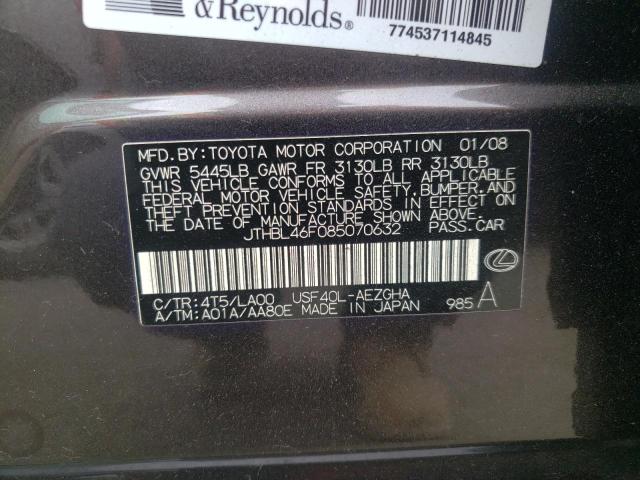 & Reynolds®
774537114845
MFD. BY: TOYOTA MOTOR CORPORATION 01/08
GVWR 5445LB GAWR FR 3130LB RR 3130LB
THIS VEHICLE CONFORMS TO ALL APPLICABLE
FEDERAL MOTOR VEHICLE SAFETY, BUMPER, AND
THEFT PREVENTION STANDARDS IN EFFECT ON
THE DATE OF MANUFACTURE SHOWN ABOVE.
JTHBL46F085070632 PASS. CAR
C/TR: 4T5/LA00 USF40L-AEZGHA
A/TM: A01A/AA80E MADE IN JAPAN 985 A